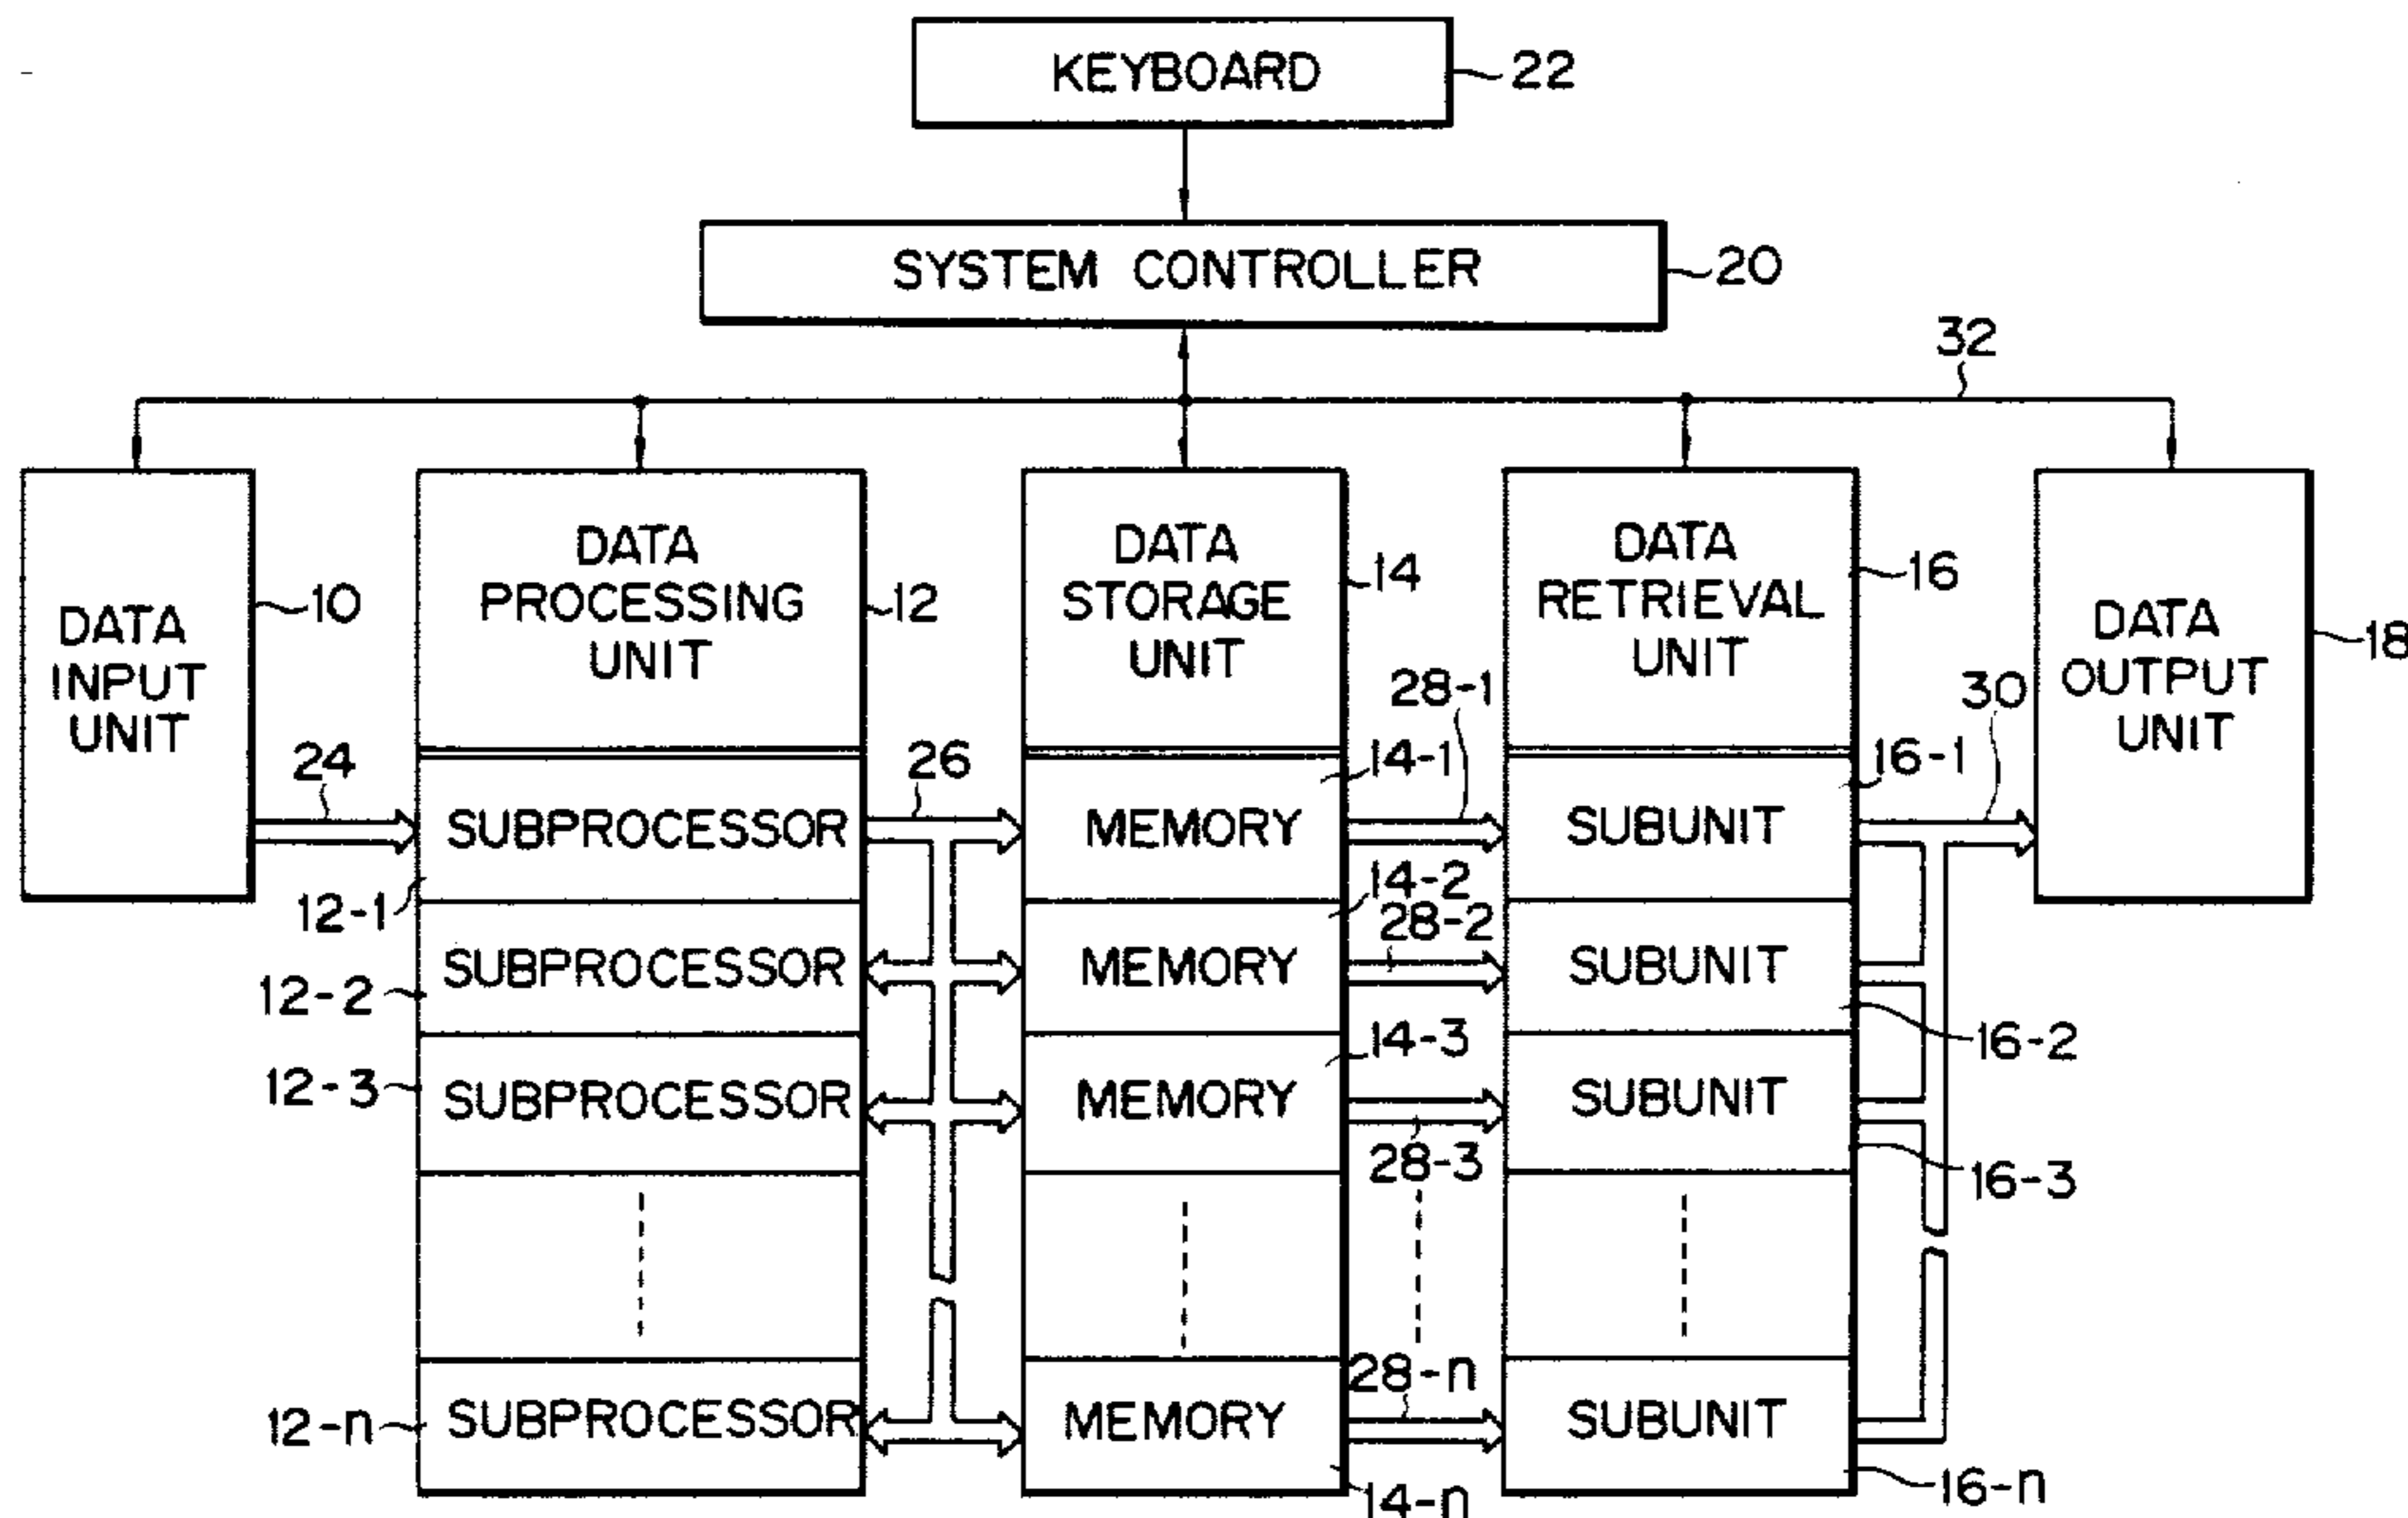 KEYBOARD
22
SYSTEM CONTROLLER
20
32
DATA
INPUT
UNIT
10
DATA
PROCESSING
UNIT
12
DATA
STORAGE
UNIT
14
DATA
RETRIEVAL
UNIT
16
DATA
OUTPUT
UNIT
18
24
26
28-1
30
SUBPROCESSOR
12-1
MEMORY
14-1
SUBUNIT
16-1
SUBPROCESSOR
12-2
MEMORY
14-2
28-2
SUBUNIT
16-2
SUBPROCESSOR
12-3
MEMORY
14-3
28-3
SUBUNIT
16-3
SUBPROCESSOR
12-n
MEMORY
14-n
28-n
SUBUNIT
16-n